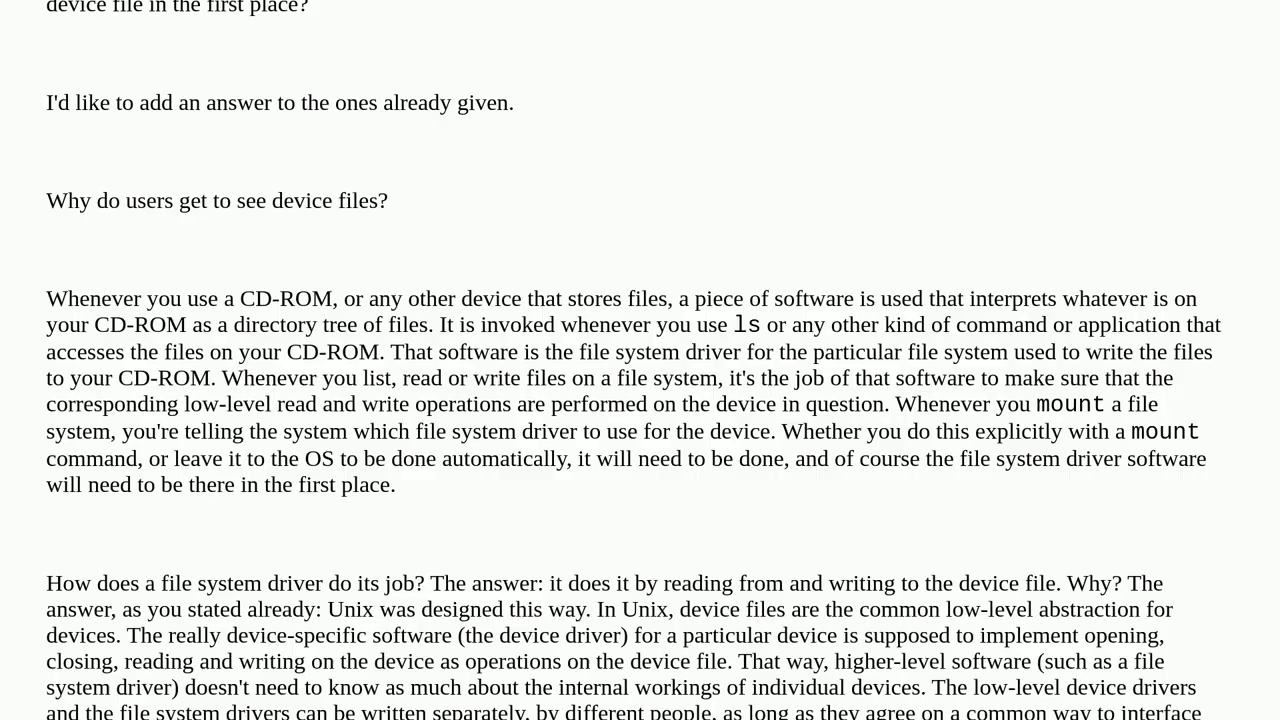 device file in the first place?
I'd like to add an answer to the ones already given.
Why do users get to see device files?
Whenever you use a CD-ROM, or any other device that stores files, a piece of software is used that interprets whatever is on
your CD-ROM as a directory tree of files. It is invoked whenever you use ls or any other kind of command or application that
accesses the files on your CD-ROM. That software is the file system driver for the particular file system used to write the files
to your CD-ROM. Whenever you list, read or write files on a file system, it's the job of that software to make sure that the
corresponding low-level read and write operations are performed on the device in question. Whenever you mount a file
system, you're telling the system which file system driver to use for the device. Whether you do this explicitly with a mount
command, or leave it to the OS to be done automatically, it will need to be done, and of course the file system driver software
will need to be there in the first place.
How does a file system driver do its job? The answer: it does it by reading from and writing to the device file. Why? The
answer, as you stated already: Unix was designed this way. In Unix, device files are the common low-level abstraction for
devices. The really device-specific software (the device driver) for a particular device is supposed to implement opening,
closing, reading and writing on the device as operations on the device file. That way, higher-level software (such as a file
system driver) doesn't need to know as much about the internal workings of individual devices. The low-level device drivers
and the file system drivers can be written separately, by different people, as long as they agree on a common way to interface